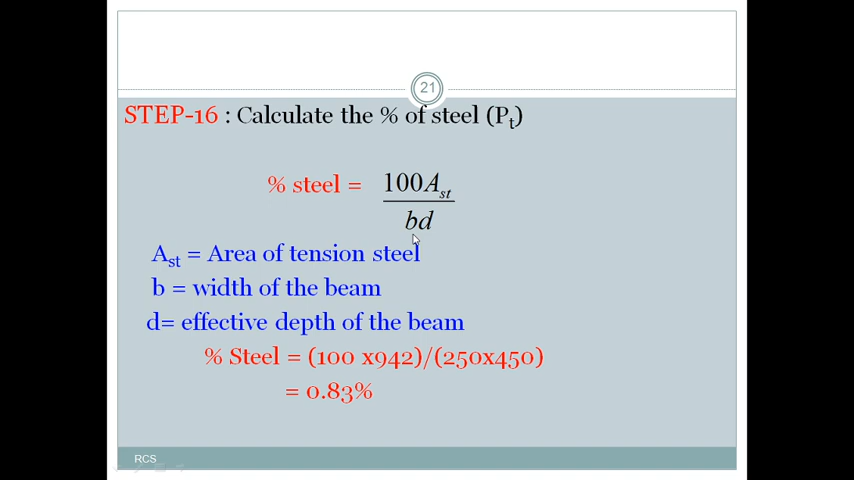 21
STEP-16 : Calculate the % of steel (Pt)
% steel = 100Ast
bd
Ast = Area of tension steel
b = width of the beam
d= effective depth of the beam
% Steel = (100 x942)/(250x450)
= 0.83%
RCS